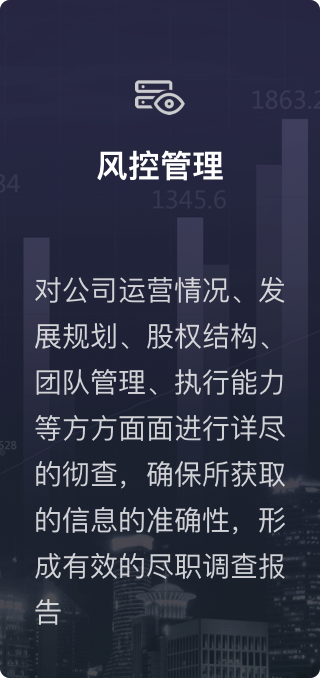 1863.2
风控管理
34
1345.6
对公司运营情况、发
展规划、股权结构、
团队管理、执行能力
等方方面面进行详尽
528
的彻查，确保所获取
的信息的准确性，形
成有效的尽职调查报
告